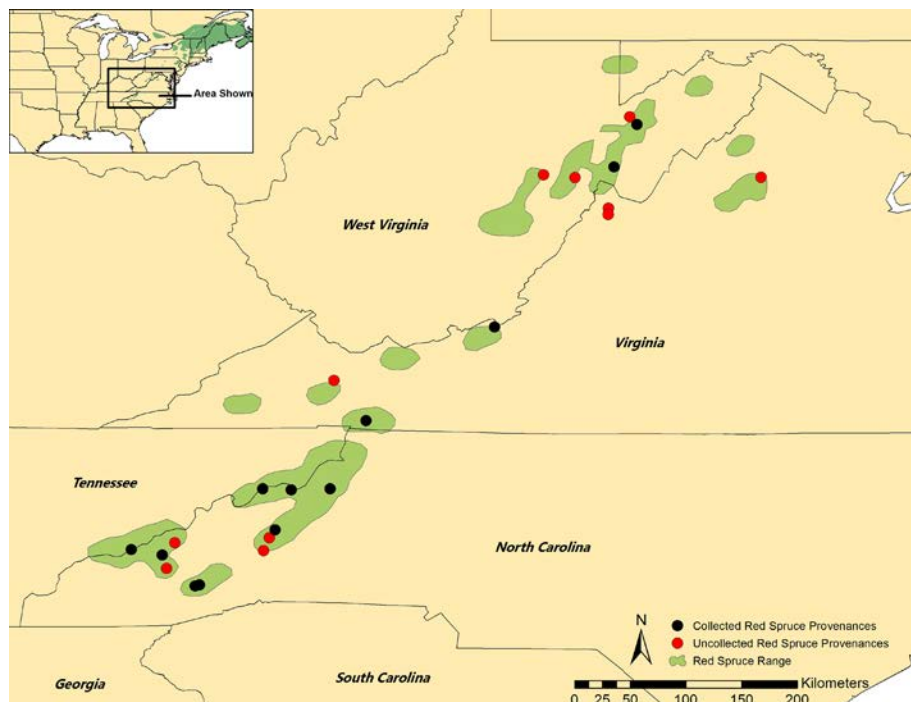 Area Shown
West Virginia
Virginia
Tennessee
North Carolina
N
Collected Red Spruce Provenances
Uncollected Red Spruce Provenances
Red Spruce Range
South Carolina
Georgia
Kilometers
0 25 50 100 150 200